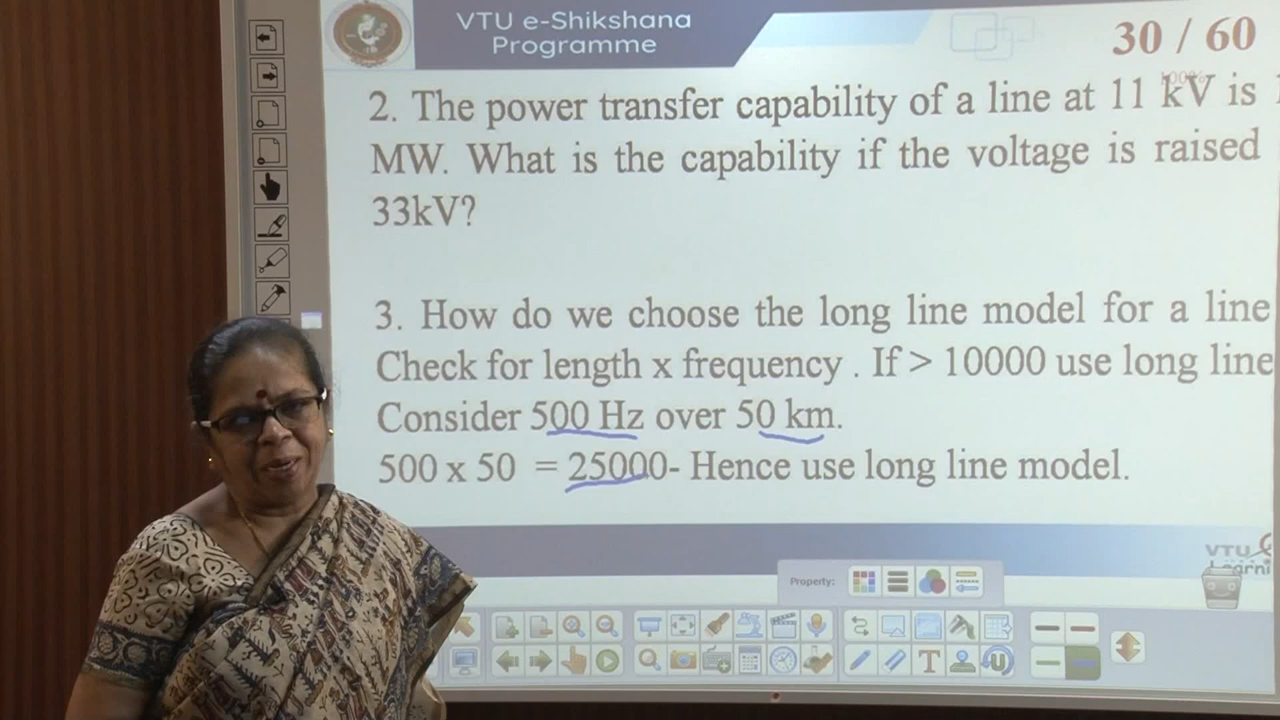 VTU e-Shikshana
Programme
30 / 60
100%
2. The power transfer capability of a line at 11 kV is
MW. What is the capability if the voltage is raised
33kV?
3. How do we choose the long line model for a line
Check for length x frequency . If > 10000 use long line
Consider 500 Hz over 50 km.
500 x 50 = 25000- Hence use long line model.
VTU
Learni
Property: